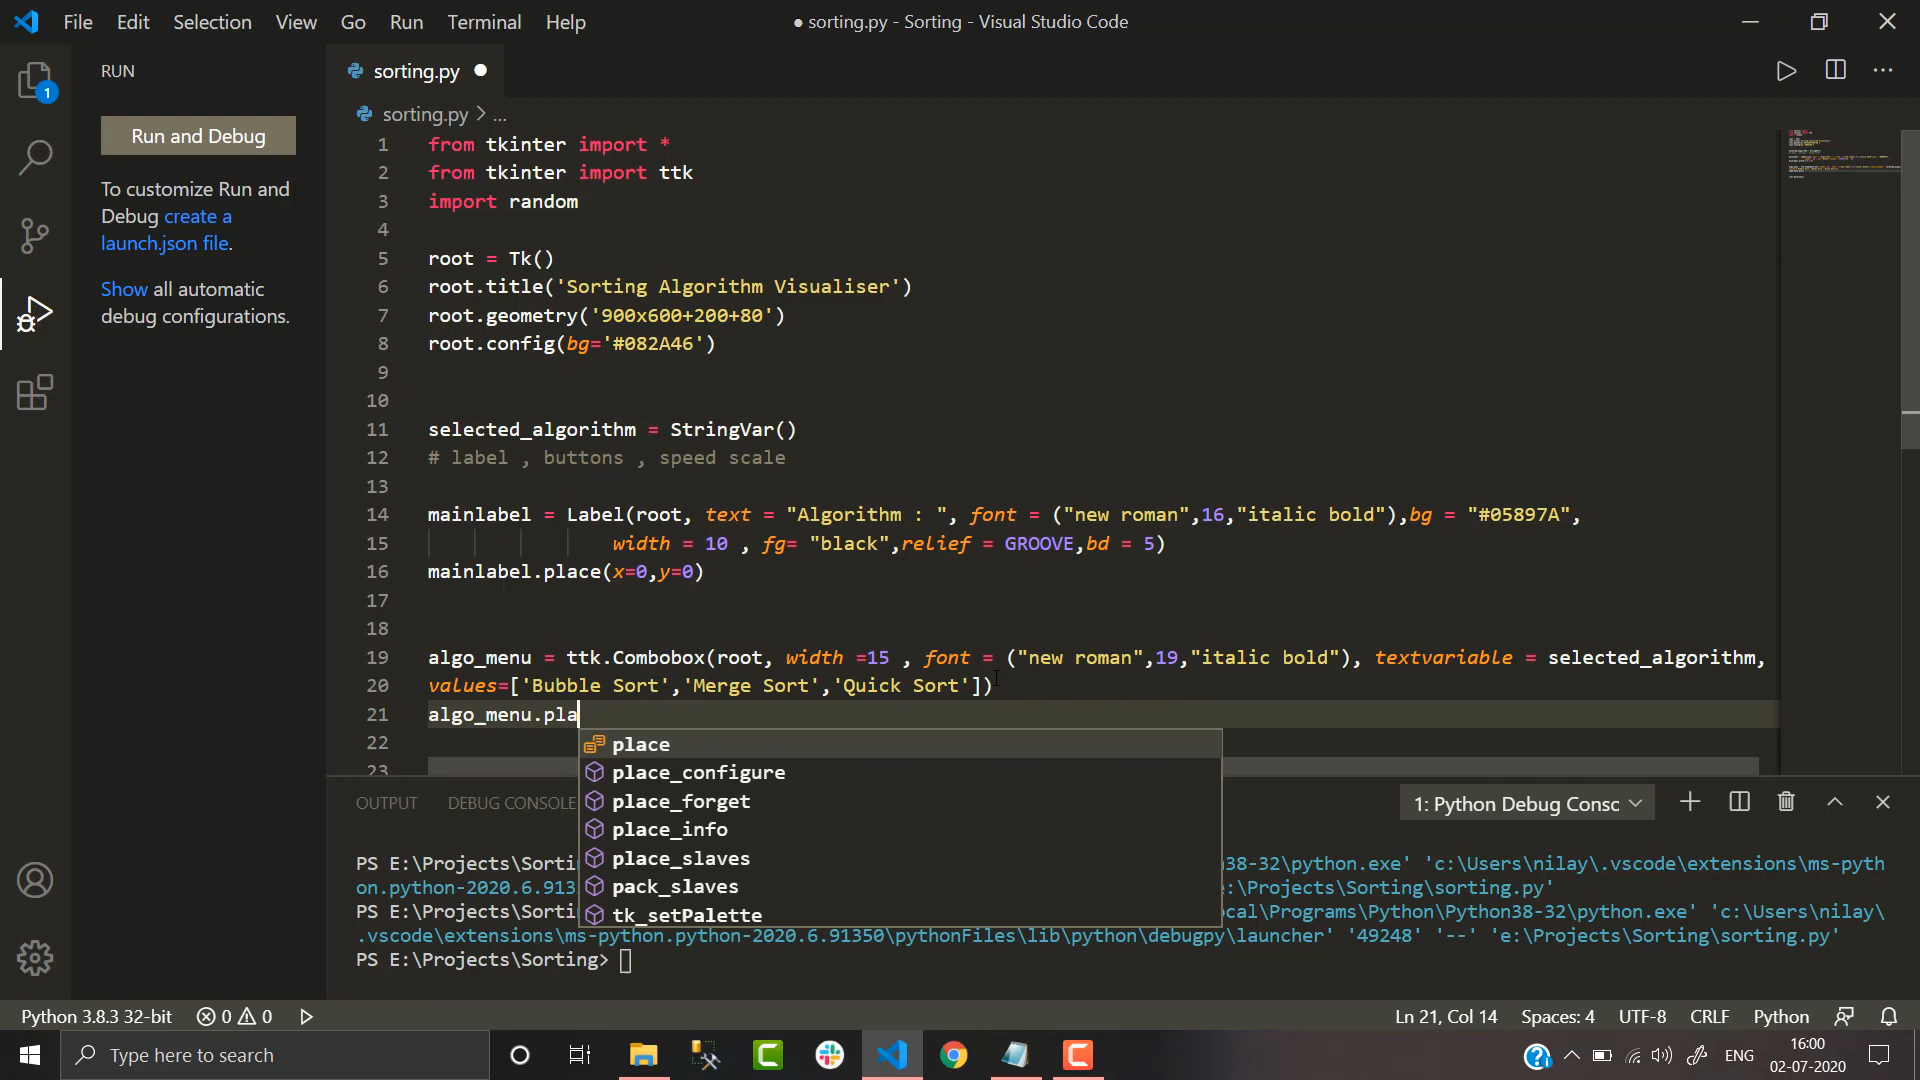 File Edit Selection View Go Run Terminal Help
● sorting.py - Sorting - Visual Studio Code
1
RUN
Run and Debug
To customize Run and
Debug create a
launch.json file.
Show all automatic
debug configurations.
sorting.py
sorting.py > ...
1 from tkinter import *
2 from tkinter import ttk
3 import random
4
5 root = Tk()
6 root.title('Sorting Algorithm Visualiser')
7 root.geometry('900x600+200+80')
8 root.config(bg='#082A46')
9
10
11 selected_algorithm = StringVar()
12 # label , buttons , speed scale
13
14 mainlabel = Label(root, text = "Algorithm : ", font = ("new roman",16,"italic bold"),bg = "#05897A",
15 width = 10 , fg= "black",relief = GROOVE,bd = 5)
16 mainlabel.place(x=0,y=0)
17
18
19 algo_menu = ttk.Combobox(root, width =15 , font = ("new roman",19,"italic bold"), textvariable = selected_algorithm,
20 values=['Bubble Sort','Merge Sort','Quick Sort'])
21 algo_menu.pla
22
23
place
place_configure
place_forget
place_info
place_slaves
pack_slaves
tk_setPalette
OUTPUT DEBUG CONSOLE
1: Python Debug Consc
PS E:\Projects\Sorti 38-32\python.exe' 'c:\Users\nilay\.vscode\extensions\ms-pyth
on.python-2020.6.913 :\Projects\Sorting\sorting.py'
PS E:\Projects\Sorti cal\Programs\Python\Python38-32\python.exe' 'c:\Users\nilay\
.vscode\extensions\ms-python.python-2020.6.91350\pythonFiles\lib\python\debugpy\launcher' '49248' '--' 'e:\Projects\Sorting\sorting.py'
PS E:\Projects\Sorting>
Python 3.8.3 32-bit 0 0 Ln 21, Col 14 Spaces: 4 UTF-8 CRLF Python
Type here to search
ENG
16:00
02-07-2020